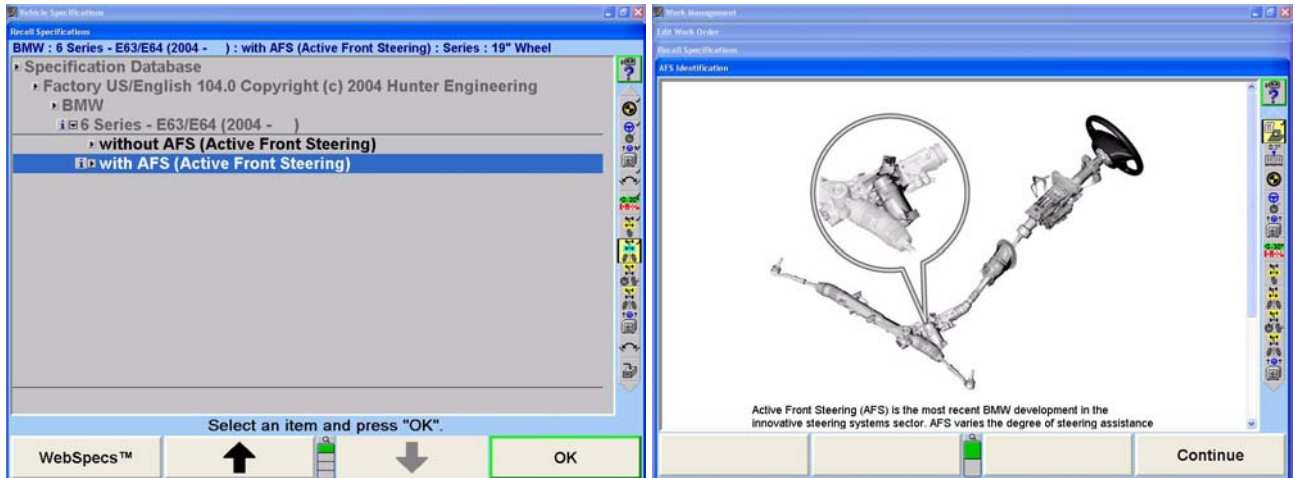 Vehicle Specifications
Recall Specifications
BMW : 6 Series - E63/E64 (2004 - ) : with AFS (Active Front Steering) : Series : 19" Wheel
Specification Database
Factory US/English 104.0 Copyright (c) 2004 Hunter Engineering
BMW
6 Series - E63/E64 (2004 - )
without AFS (Active Front Steering)
with AFS (Active Front Steering)
Select an item and press "OK".
WebSpecs™
OK
Work Management
Edit Work Order
Recall Specifications
AFS Identification
Active Front Steering (AFS) is the most recent BMW development in the
innovative steering systems sector. AFS varies the degree of steering assistance
Continue